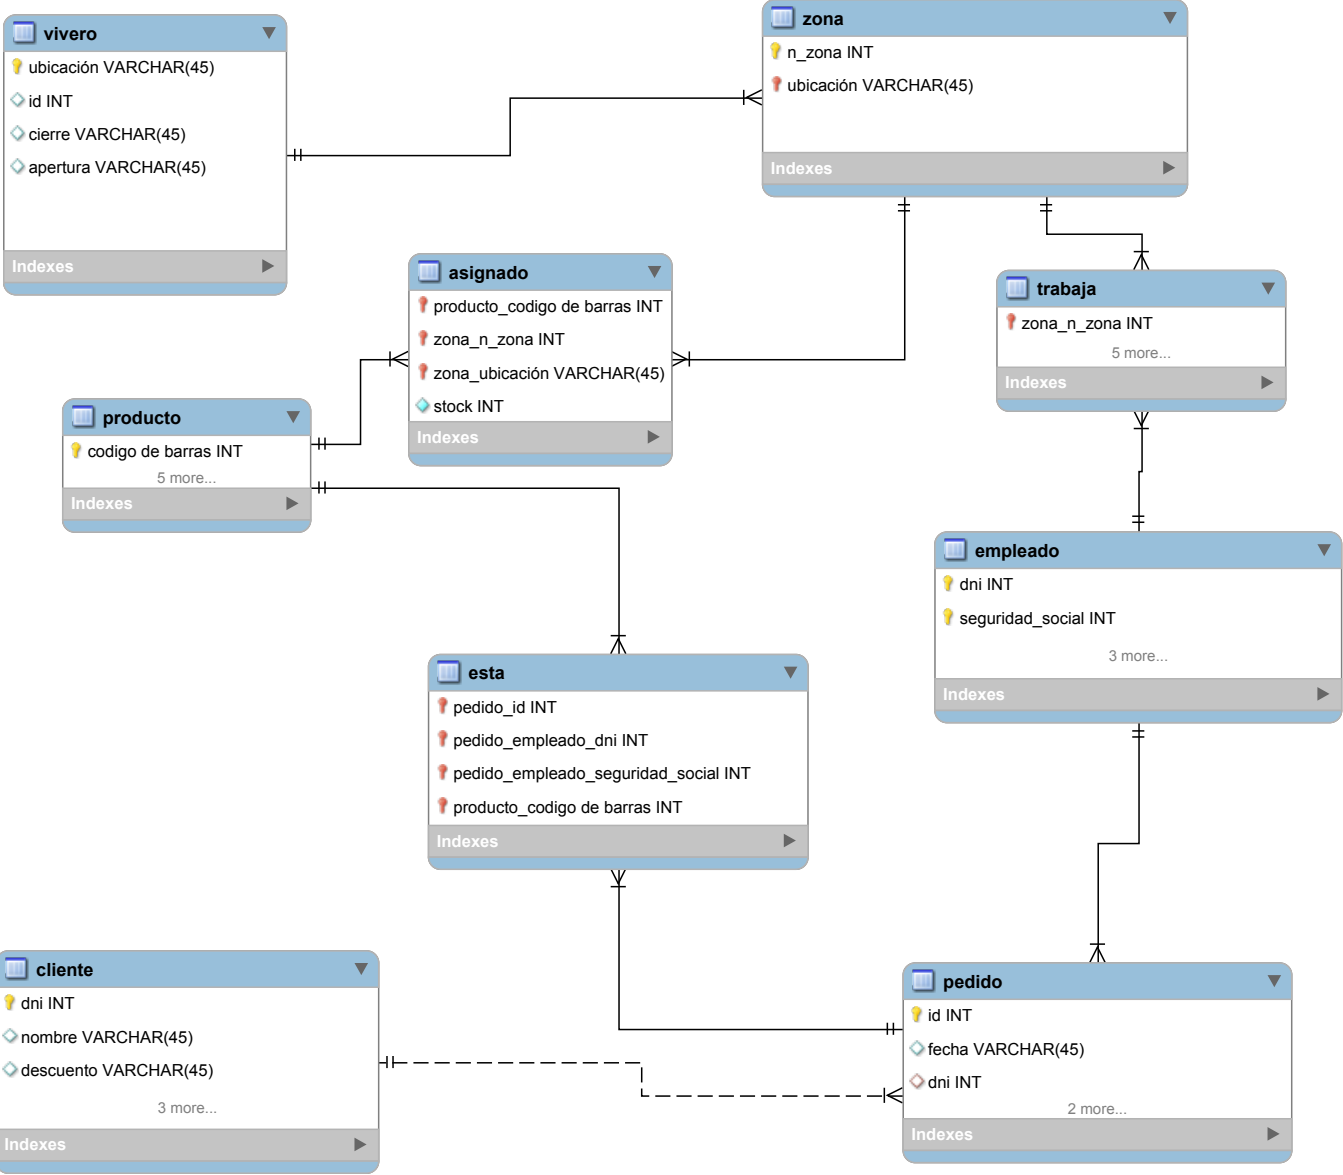 vivero
ubicación VARCHAR(45)
id INT
cierre VARCHAR(45)
apertura VARCHAR(45)
Indexes
zona
n_zona INT
ubicación VARCHAR(45)
Indexes
asignado
producto_codigo de barras INT
zona_n_zona INT
zona_ubicación VARCHAR(45)
stock INT
Indexes
trabaja
zona_n_zona INT
5 more...
Indexes
producto
codigo de barras INT
5 more...
Indexes
empleado
dni INT
seguridad_social INT
3 more...
Indexes
esta
pedido_id INT
pedido_empleado_dni INT
pedido_empleado_seguridad_social INT
producto_codigo de barras INT
Indexes
cliente
dni INT
nombre VARCHAR(45)
descuento VARCHAR(45)
3 more...
Indexes
pedido
id INT
fecha VARCHAR(45)
dni INT
2 more...
Indexes